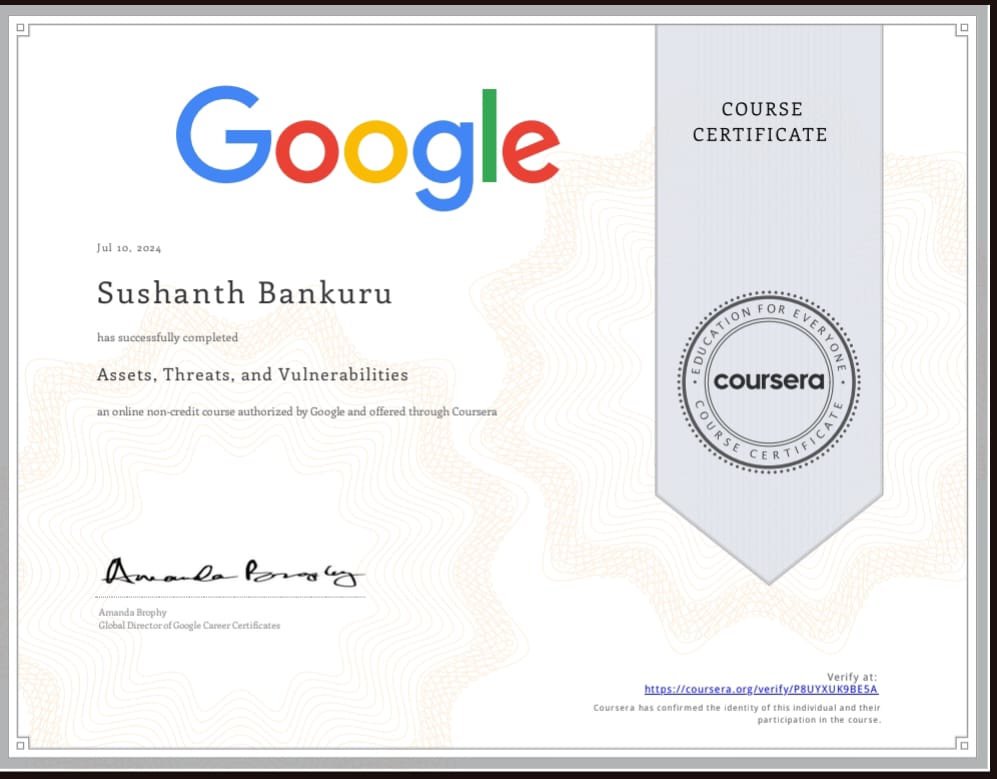 Google
COURSE
CERTIFICATE
Jul 10, 2024
Sushanth Bankuru
has successfully completed
Assets, Threats, and Vulnerabilities
an online non-credit course authorized by Google and offered through Coursera
EDUCATION FOR EVERYONE
coursera
COURSE CERTIFICATE
Amanda Brophy
Amanda Brophy
Global Director of Google Career Certificates
Verify at:
https://coursera.org/verify/P8UYXUK9BE5A
Coursera has confirmed the identity of this individual and their
participation in the course.